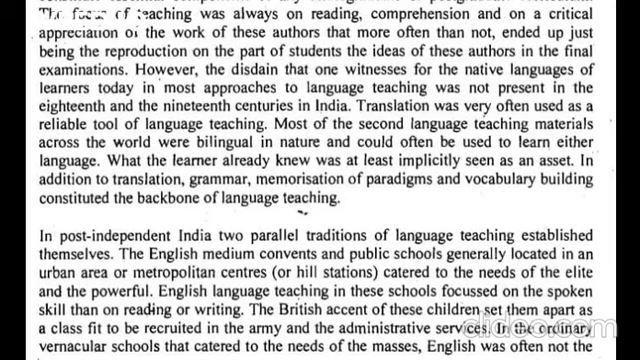 The focus of teaching was always on reading, comprehension and on a critical
appreciation of the work of these authors that more often than not, ended up just
being the reproduction on the part of students the ideas of these authors in the final
examinations. However, the disdain that one witnesses for the native languages of
learners today in most approaches to language teaching was not present in the
eighteenth and the nineteenth centuries in India. Translation was very often used as a
reliable tool of language teaching. Most of the second language teaching materials
across the world were bilingual in nature and could often be used to learn either
language. What the learner already knew was at least implicitly seen as an asset. In
addition to translation, grammar, memorisation of paradigms and vocabulary building
constituted the backbone of language teaching.
In post-independent India two parallel traditions of language teaching established
themselves. The English medium convents and public schools generally located in an
urban area or metropolitan centres (or hill stations) catered to the needs of the elite
and the powerful. English language teaching in these schools focussed on the spoken
skill than on reading or writing. The British accent of these children set them apart as
a class fit to be recruited in the army and the administrative services. In the ordinary
vernacular schools that catered to the needs of the masses, English was often not the
clideo.com